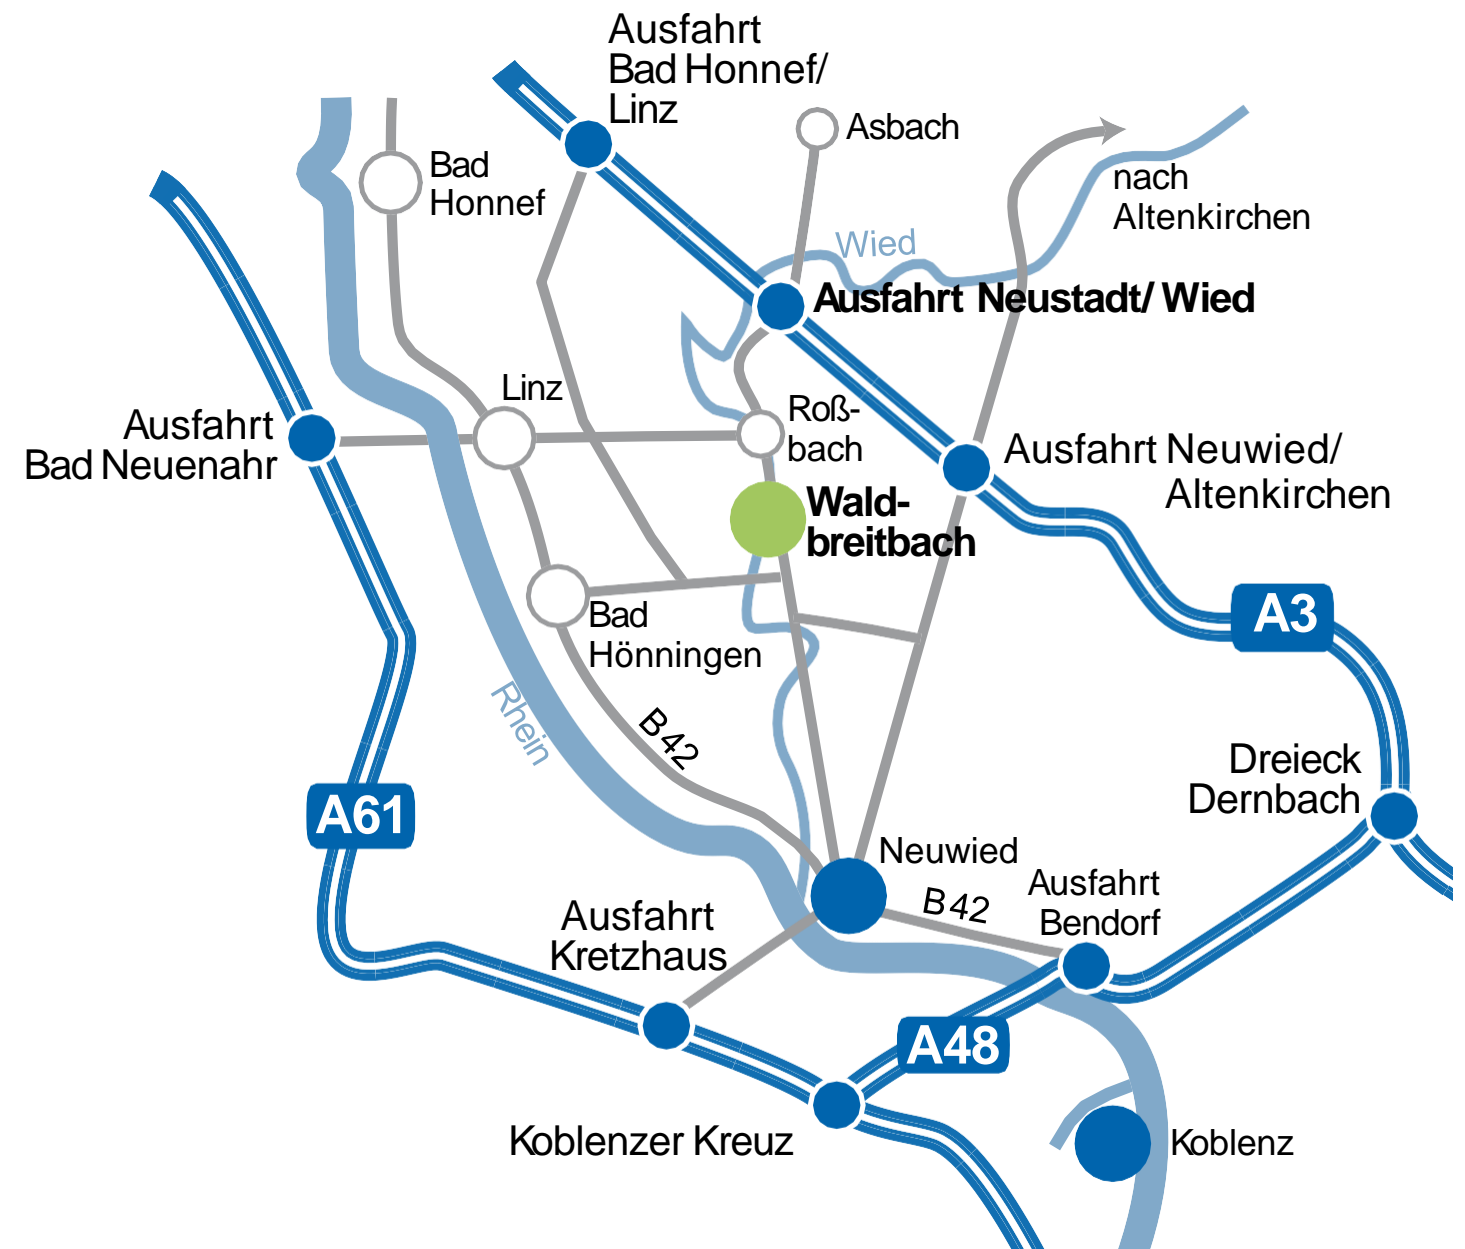 Ausfahrt
Bad Honnef/
Linz
Asbach
Bad
Honnef
nach
Altenkirchen
Wied
Ausfahrt Neustadt/ Wied
Linz
Roß-
bach
Ausfahrt
Bad Neuenahr
Ausfahrt Neuwied/
Altenkirchen
Wald-
breitbach
A3
Bad
Hönningen
Rhein
B 42
Dreieck
Dernbach
A61
Neuwied
B 42
Ausfahrt
Bendorf
Ausfahrt
Kretzhaus
A48
Koblenzer Kreuz
Koblenz